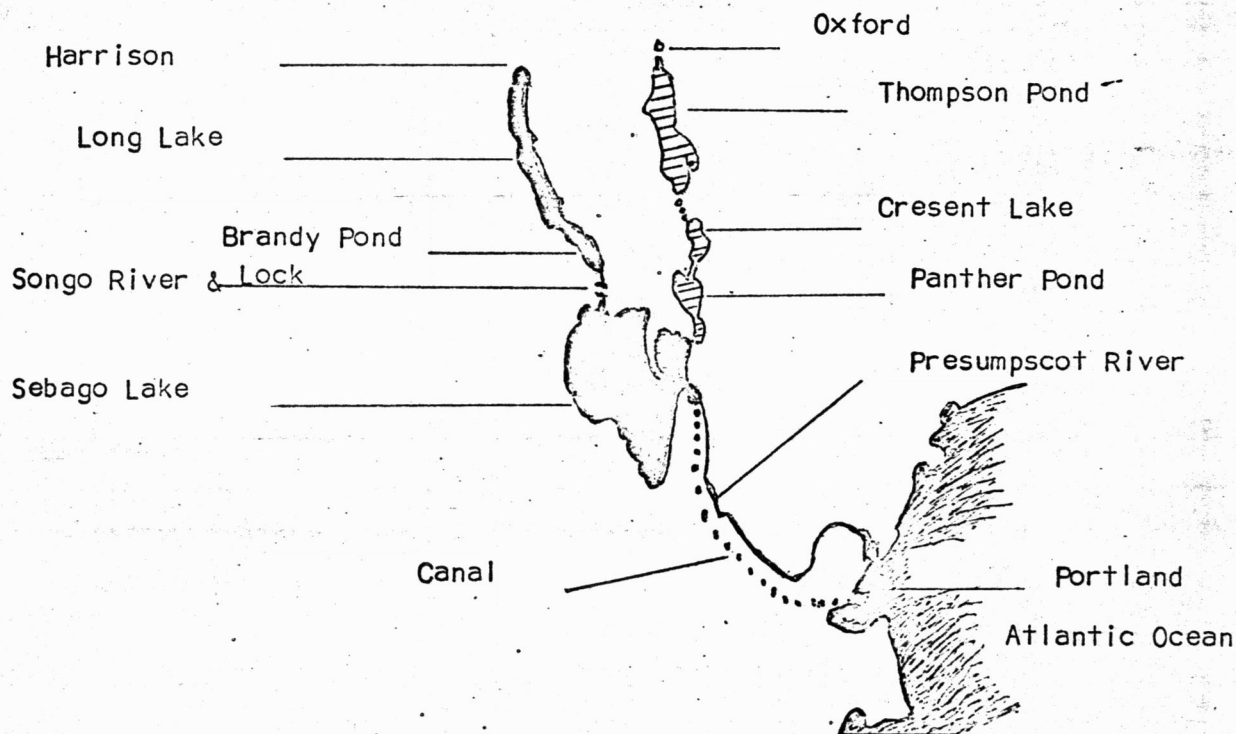 Oxford
Harrison
Thompson Pond
Long Lake
Cresent Lake
Brandy Pond
Songo River & Lock
Panther Pond
Presumpscot River
Sebago Lake
Canal
Portland
Atlantic Ocean